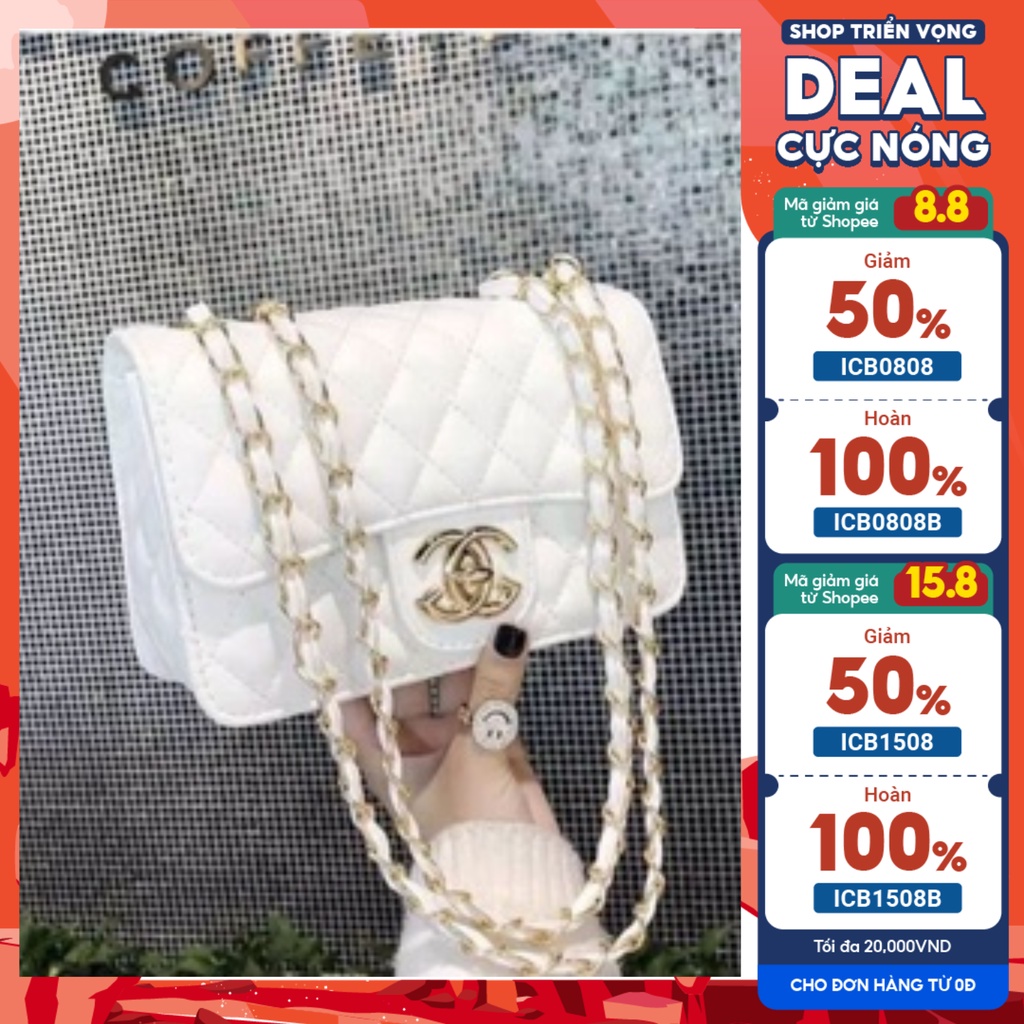 COFFEE
SHOP TRIỂN VỌNG
DEAL
CỰC NÓNG
Mã giảm giá
từ Shopee
8.8
Giảm
50%
ICB0808
Hoàn
100%
ICB0808B
Mã giảm giá
từ Shopee
15.8
Giảm
50%
ICB1508
Hoàn
100%
ICB1508B
Tối đa 20,000VND
CHO ĐƠN HÀNG TỪ 0Đ